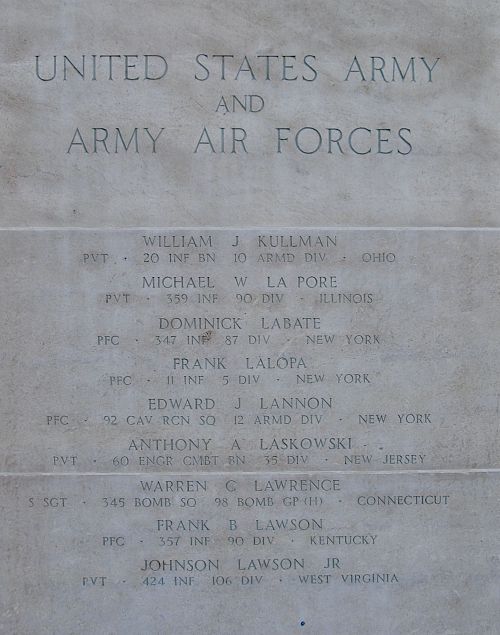 UNITED STATES ARMY
AND
ARMY AIR FORCES
WILLIAM J KULLMAN
PVT · 20 INF BN 10 ARMD DIV · OHIO
MICHAEL W LA PORE
PVT · 359 INF 90 DIV · ILLINOIS
DOMINICK LABATE
PFC · 347 INF 87 DIV · NEW YORK
FRANK LALOPA
PFC · 11 INF 5 DIV · NEW YORK
EDWARD J LANNON
PFC · 92 CAV RCN SQ 12 ARMD DIV · NEW YORK
ANTHONY A LASKOWSKI
PVT · 60 ENGR CMBT BN 35 DIV · NEW JERSEY
WARREN C LAWRENCE
S SGT · 345 BOMB SQ 98 BOMB GP (H) · CONNECTICUT
FRANK B LAWSON
PFC · 357 INF 90 DIV · KENTUCKY
JOHNSON LAWSON JR
PVT · 424 INF 106 DIV · WEST VIRGINIA